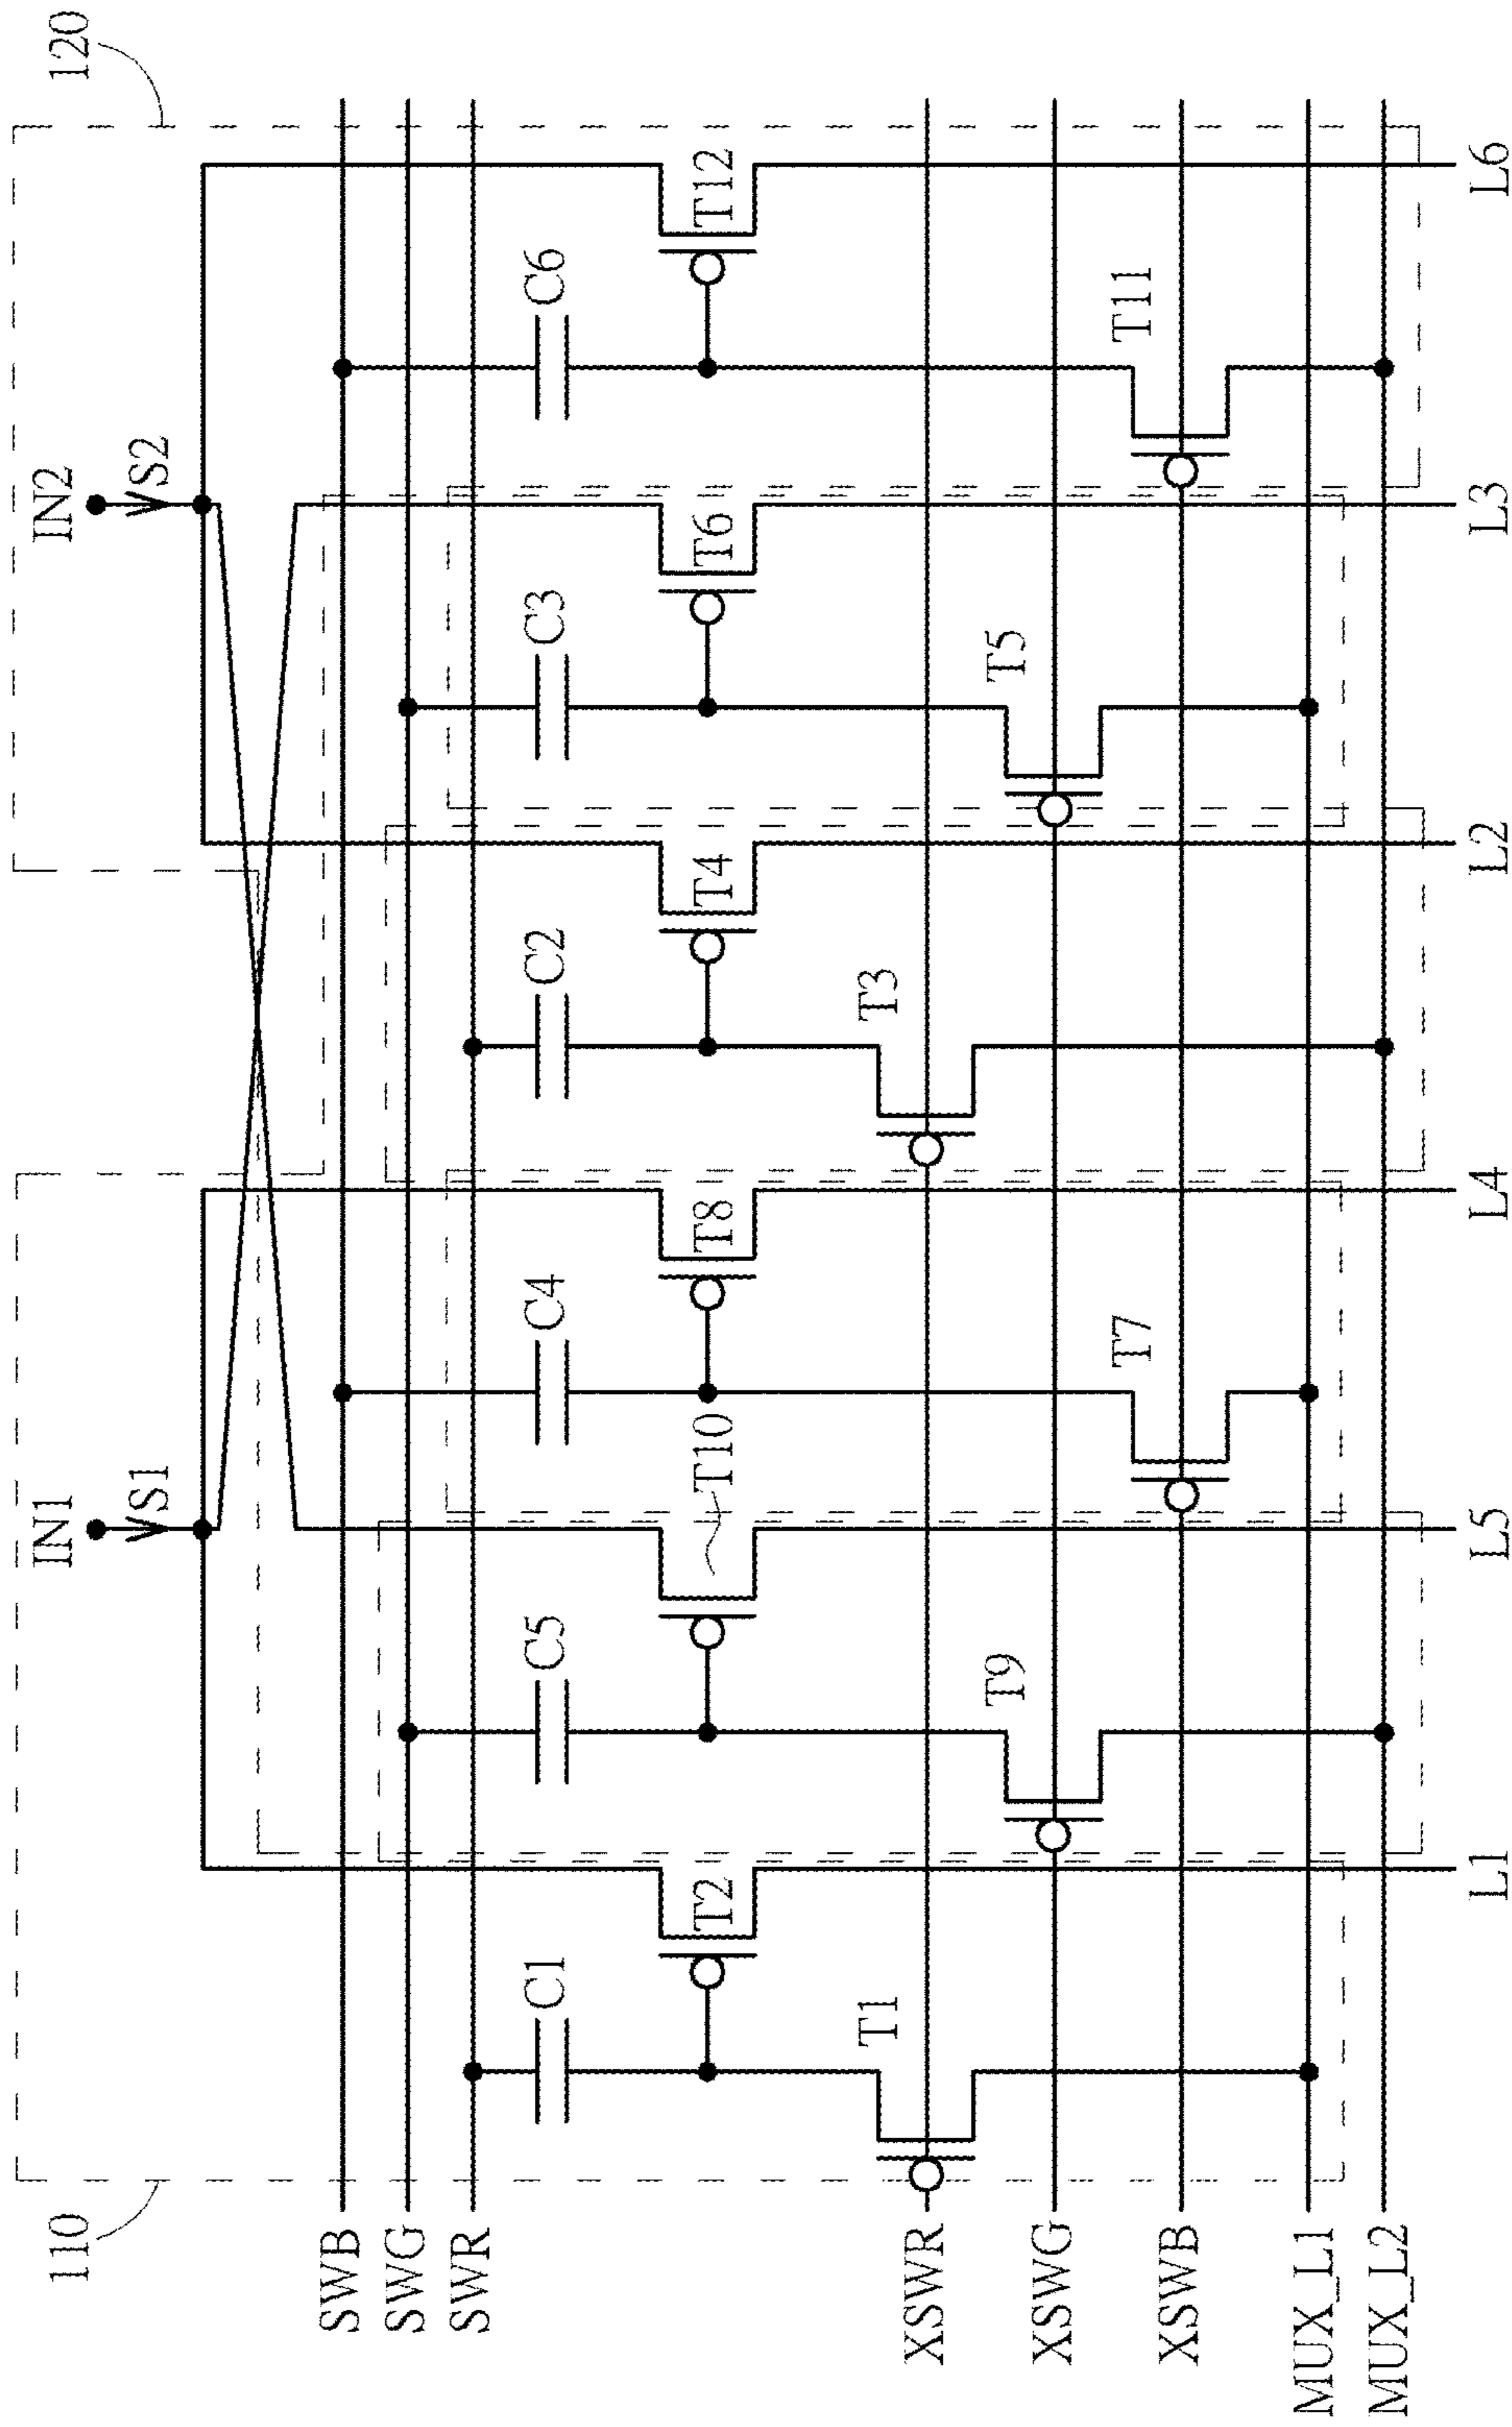 110
120
IN1
IN2
S1
S2
SWB
SWG
SWR
C1
C5
C4
C2
C3
C6
T2
T10
T8
T4
T6
T12
XSWR
T1
T3
XSWG
T9
T5
XSWB
T7
T11
MUX_L1
MUX_L2
L1
L5
L4
L2
L3
L6